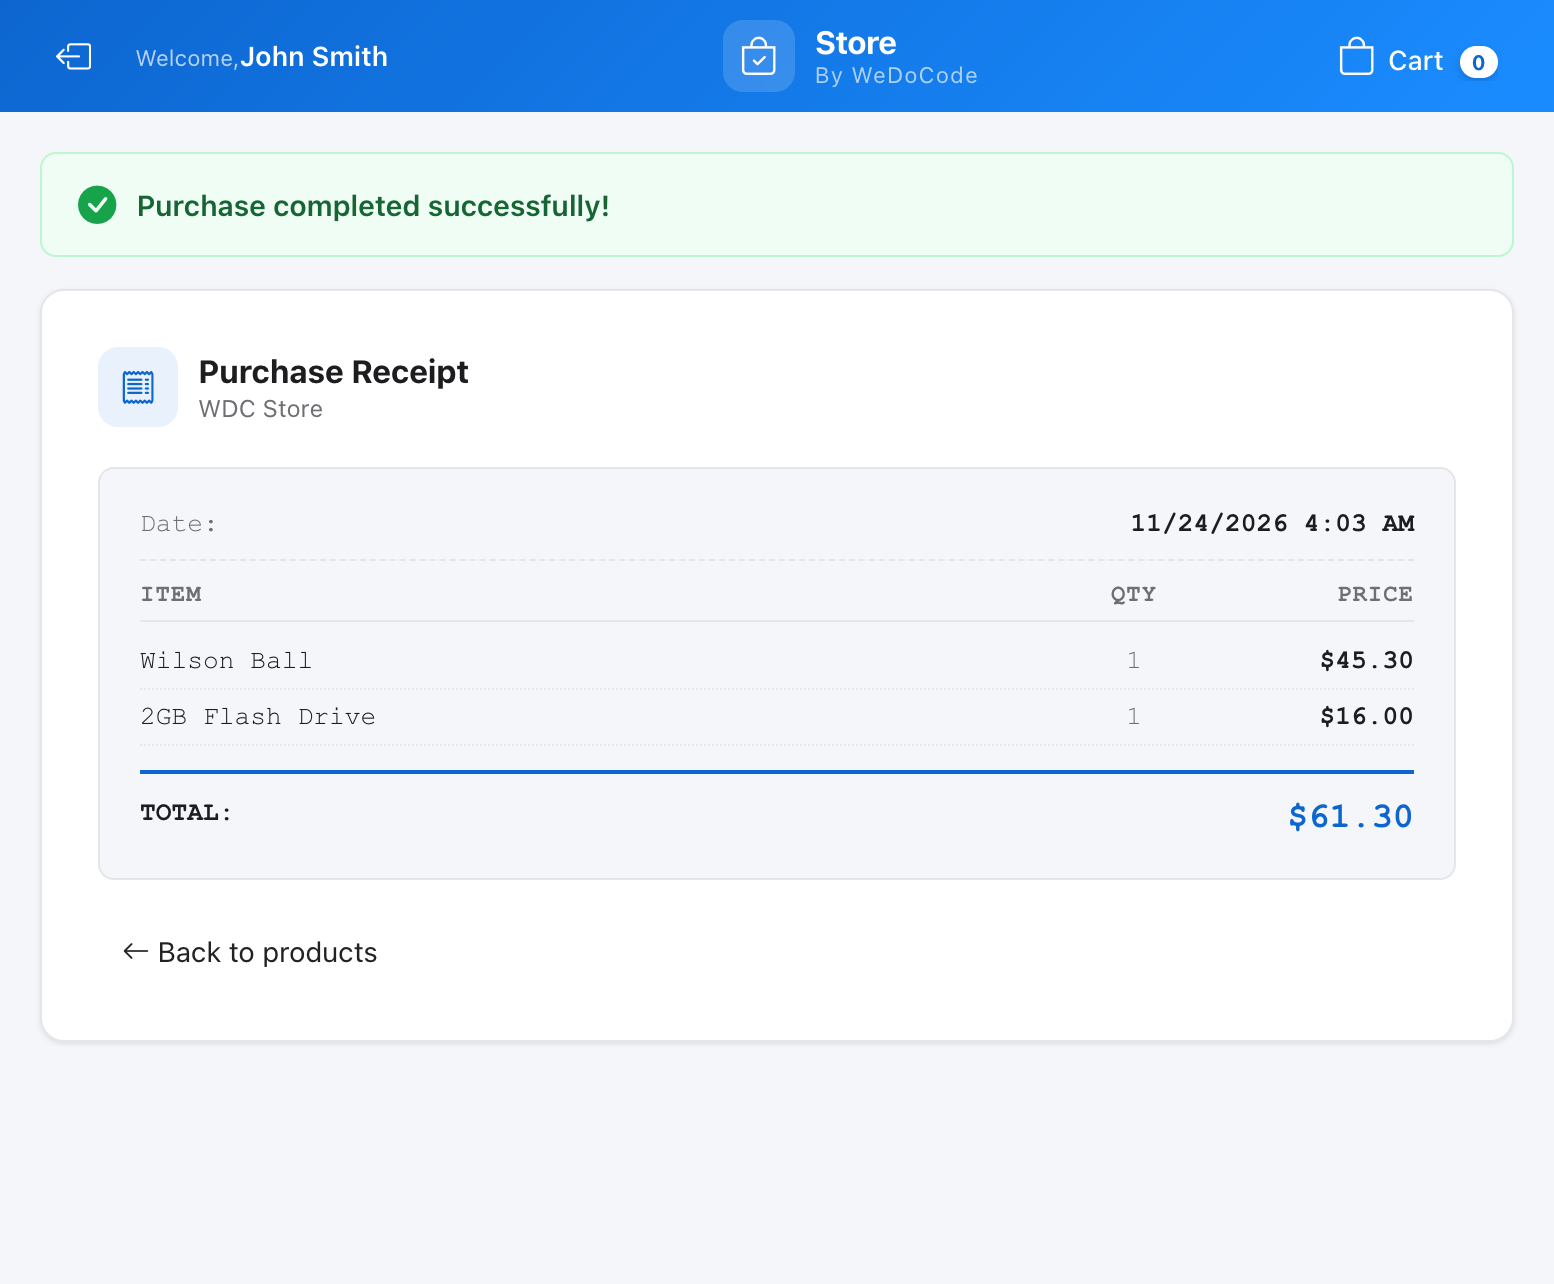 Welcome,John Smith
Store
By WeDoCode
Cart 0
Purchase completed successfully!
Purchase Receipt
WDC Store
Date: 11/24/2026 4:03 AM
ITEM QTY PRICE
Wilson Ball 1 $45.30
2GB Flash Drive 1 $16.00
TOTAL: $61.30
← Back to products